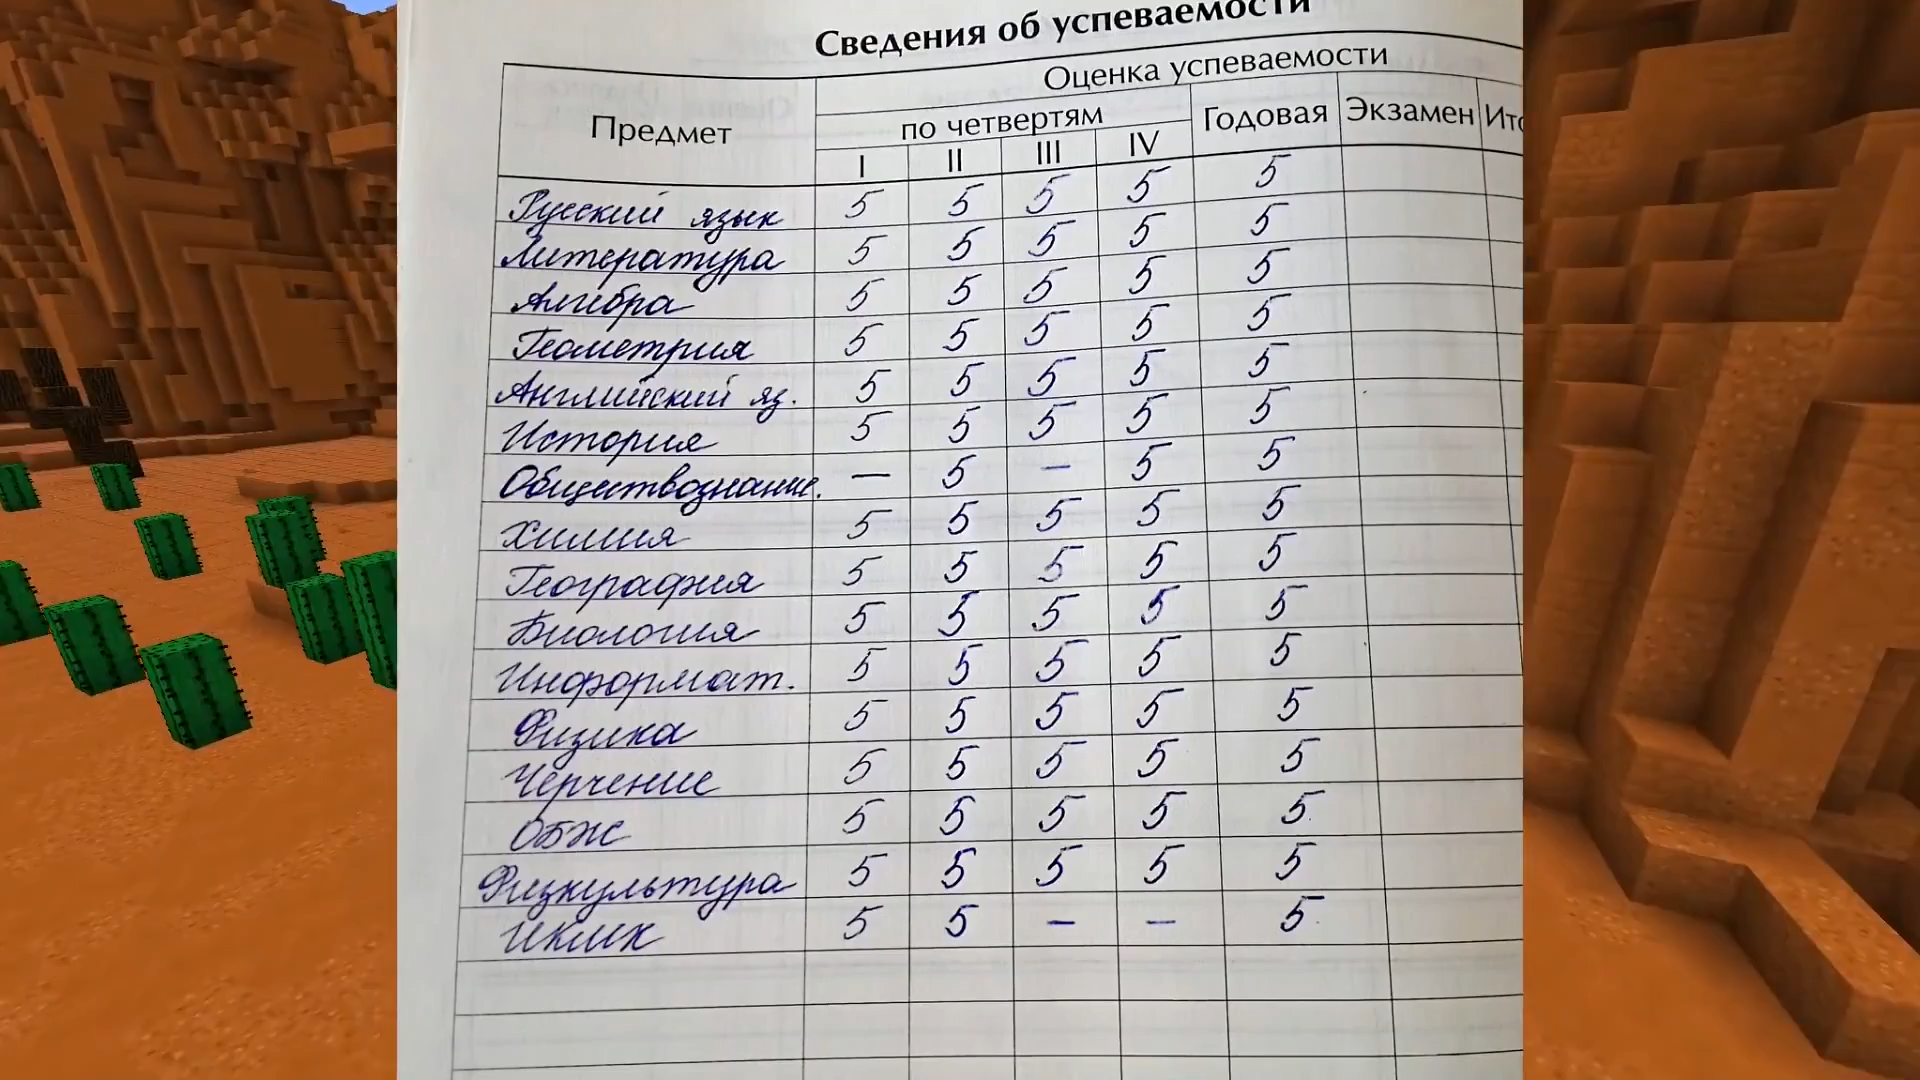 Сведения об успеваемости
Предмет
Оценка успеваемости
по четвертям Годовая Экзамен Ито
I II III IV
Русский язык 5 5 5 5 5
Литература 5 5 5 5 5
Алгебра 5 5 5 5 5
Геометрия 5 5 5 5 5
Английский яз. 5 5 5 5 5
История 5 5 5 5 5
Обществознание. — 5 – 5 5
Химия 5 5 5 5 5
География 5 5 5 5 5
Биология 5 5 5 5 5
Информат. 5 5 5 5 5
Физика 5 5 5 5 5
Черчение 5 5 5 5 5
ОБЖ 5 5 5 5 5
Физкультура 5 5 5 5 5
ИКИК 5 5 – – 5